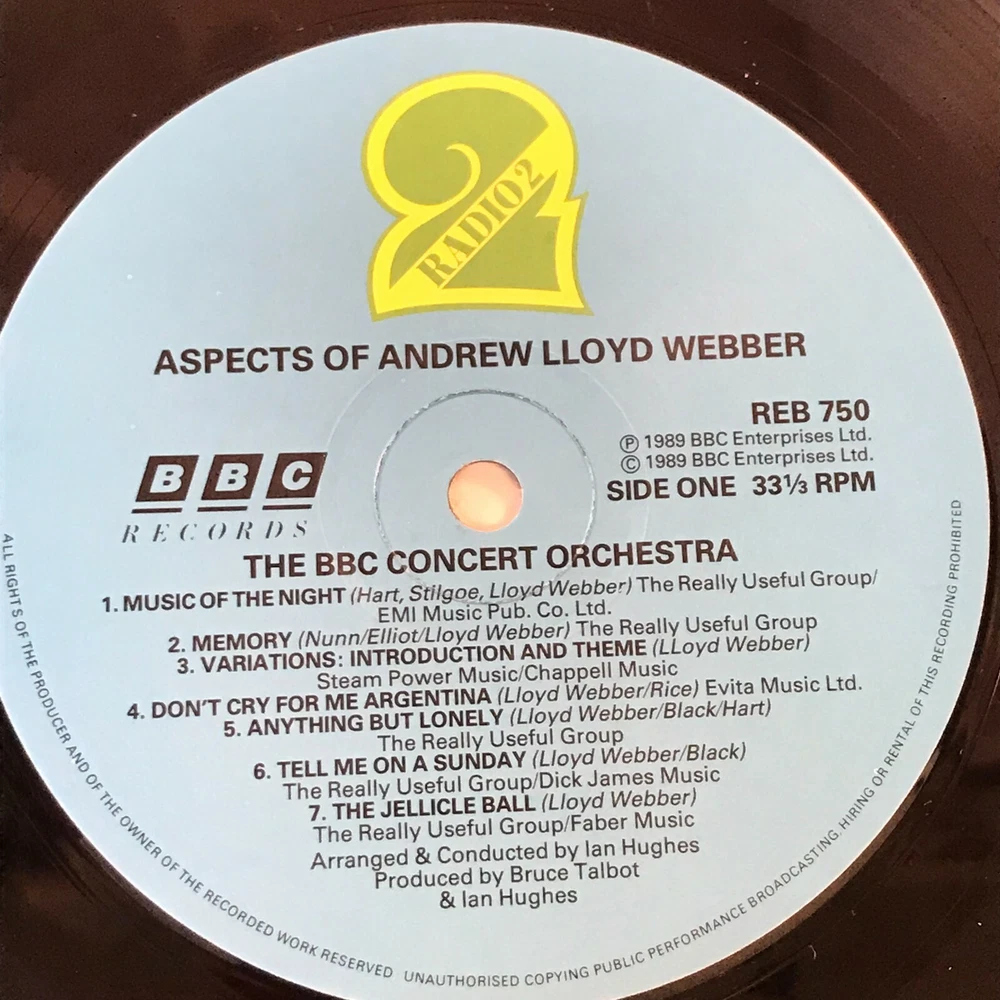 RADIO 2
ASPECTS OF ANDREW LLOYD WEBBER
REB 750
Ⓟ 1989 BBC Enterprises Ltd.
© 1989 BBC Enterprises Ltd.
SIDE ONE 33⅓ RPM
BBC
RECORDS
THE BBC CONCERT ORCHESTRA
1. MUSIC OF THE NIGHT (Hart, Stilgoe, Lloyd Webber) The Really Useful Group/
EMI Music Pub. Co. Ltd.
2. MEMORY (Nunn/Elliot/Lloyd Webber) The Really Useful Group
3. VARIATIONS: INTRODUCTION AND THEME (LLoyd Webber)
Steam Power Music/Chappell Music
4. DON'T CRY FOR ME ARGENTINA (Lloyd Webber/Rice) Evita Music Ltd.
5. ANYTHING BUT LONELY (Lloyd Webber/Black/Hart)
The Really Useful Group
6. TELL ME ON A SUNDAY (Lloyd Webber/Black)
The Really Useful Group/Dick James Music
7. THE JELLICLE BALL (Lloyd Webber)
The Really Useful Group/Faber Music
Arranged & Conducted by Ian Hughes
Produced by Bruce Talbot
& Ian Hughes
ALL RIGHTS OF THE PRODUCER AND OF THE OWNER OF THE RECORDED WORK RESERVED UNAUTHORISED COPYING PUBLIC PERFORMANCE BROADCASTING, HIRING OR RENTAL OF THIS RECORDING PROHIBITED